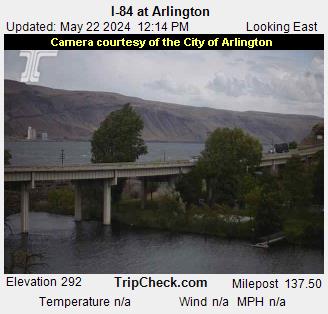 I-84 at Arlington
Updated: May 22 2024 12:14 PM Looking East
Camera courtesy of the City of Arlington
Elevation 292 TripCheck.com Milepost 137.50
Temperature n/a Wind n/a MPH n/a